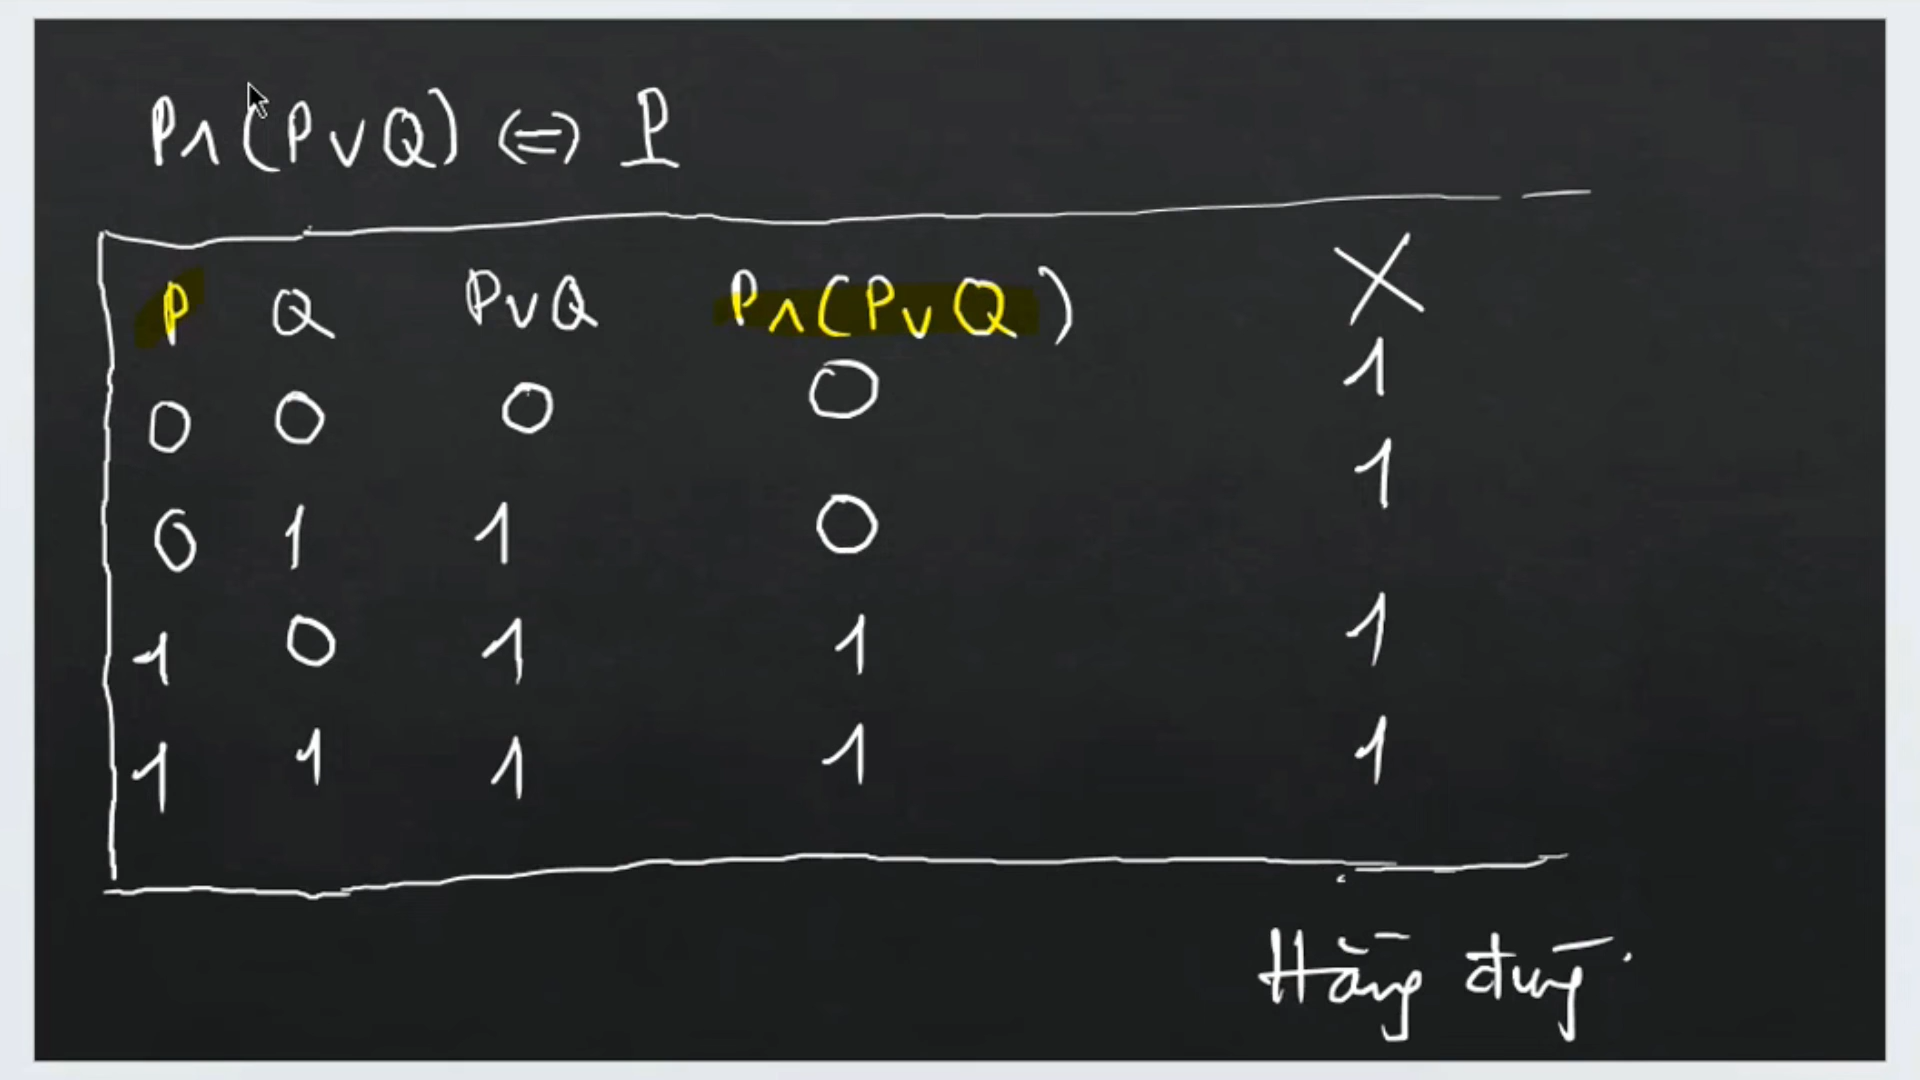 P∧(P∨Q) ⇔ P
P Q P∨Q P∧(P∨Q) X
0 0 0 0 1
0 1 1 0 1
1 0 1 1 1
1 1 1 1 1
Hằng đúng.